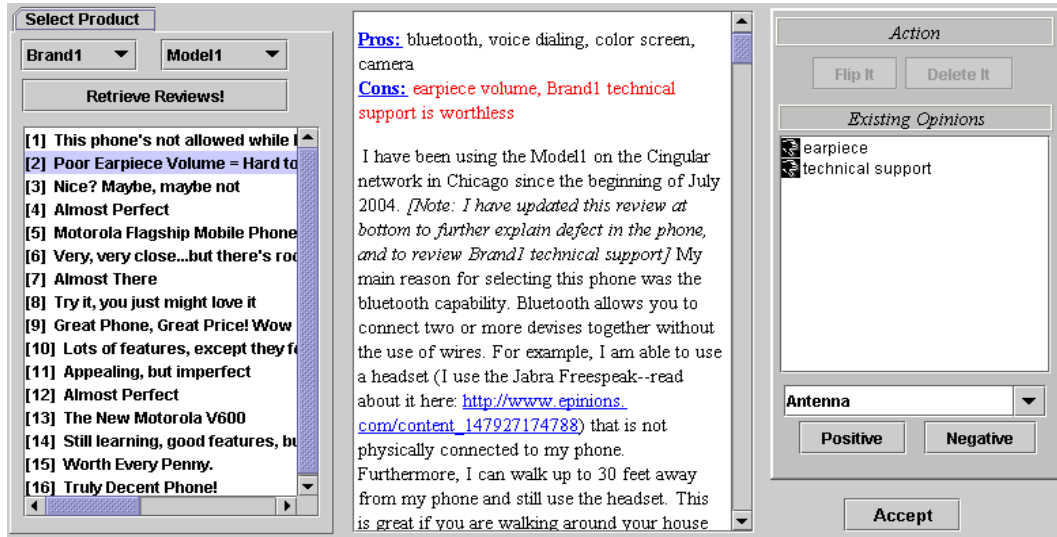 Select Product
Brand1
Model1
Retrieve Reviews!
[1] This phone's not allowed while
[2] Poor Earpiece Volume = Hard to
[3] Nice? Maybe, maybe not
[4] Almost Perfect
[5] Motorola Flagship Mobile Phone
[6] Very, very close...but there's
[7] Almost There
[8] Try it, you just might love it
[9] Great Phone, Great Price! Wow
[10] Lots of features, except they
[11] Appealing, but imperfect
[12] Almost Perfect
[13] The New Motorola V600
[14] Still learning, good features,
[15] Worth Every Penny.
[16] Truly Decent Phone!
Pros: bluetooth, voice dialing, color screen,
camera
Cons: earpiece volume, Brand1 technical
support is worthless
I have been using the Model1 on the Cingular
network in Chicago since the beginning of July
2004. [Note: I have updated this review at
bottom to further explain defect in the phone,
and to review Brand1 technical support] My
main reason for selecting this phone was the
bluetooth capability. Bluetooth allows you to
connect two or more devises together without
the use of wires. For example, I am able to use
a headset (I use the Jabra Freespeak--read
about it here: http://www.epinions.
com/content_147927174788) that is not
physically connected to my phone.
Furthermore, I can walk up to 30 feet away
from my phone and still use the headset. This
is great if you are walking around your house
Action
Flip It
Delete It
Existing Opinions
earpiece
technical support
Antenna
Positive
Negative
Accept